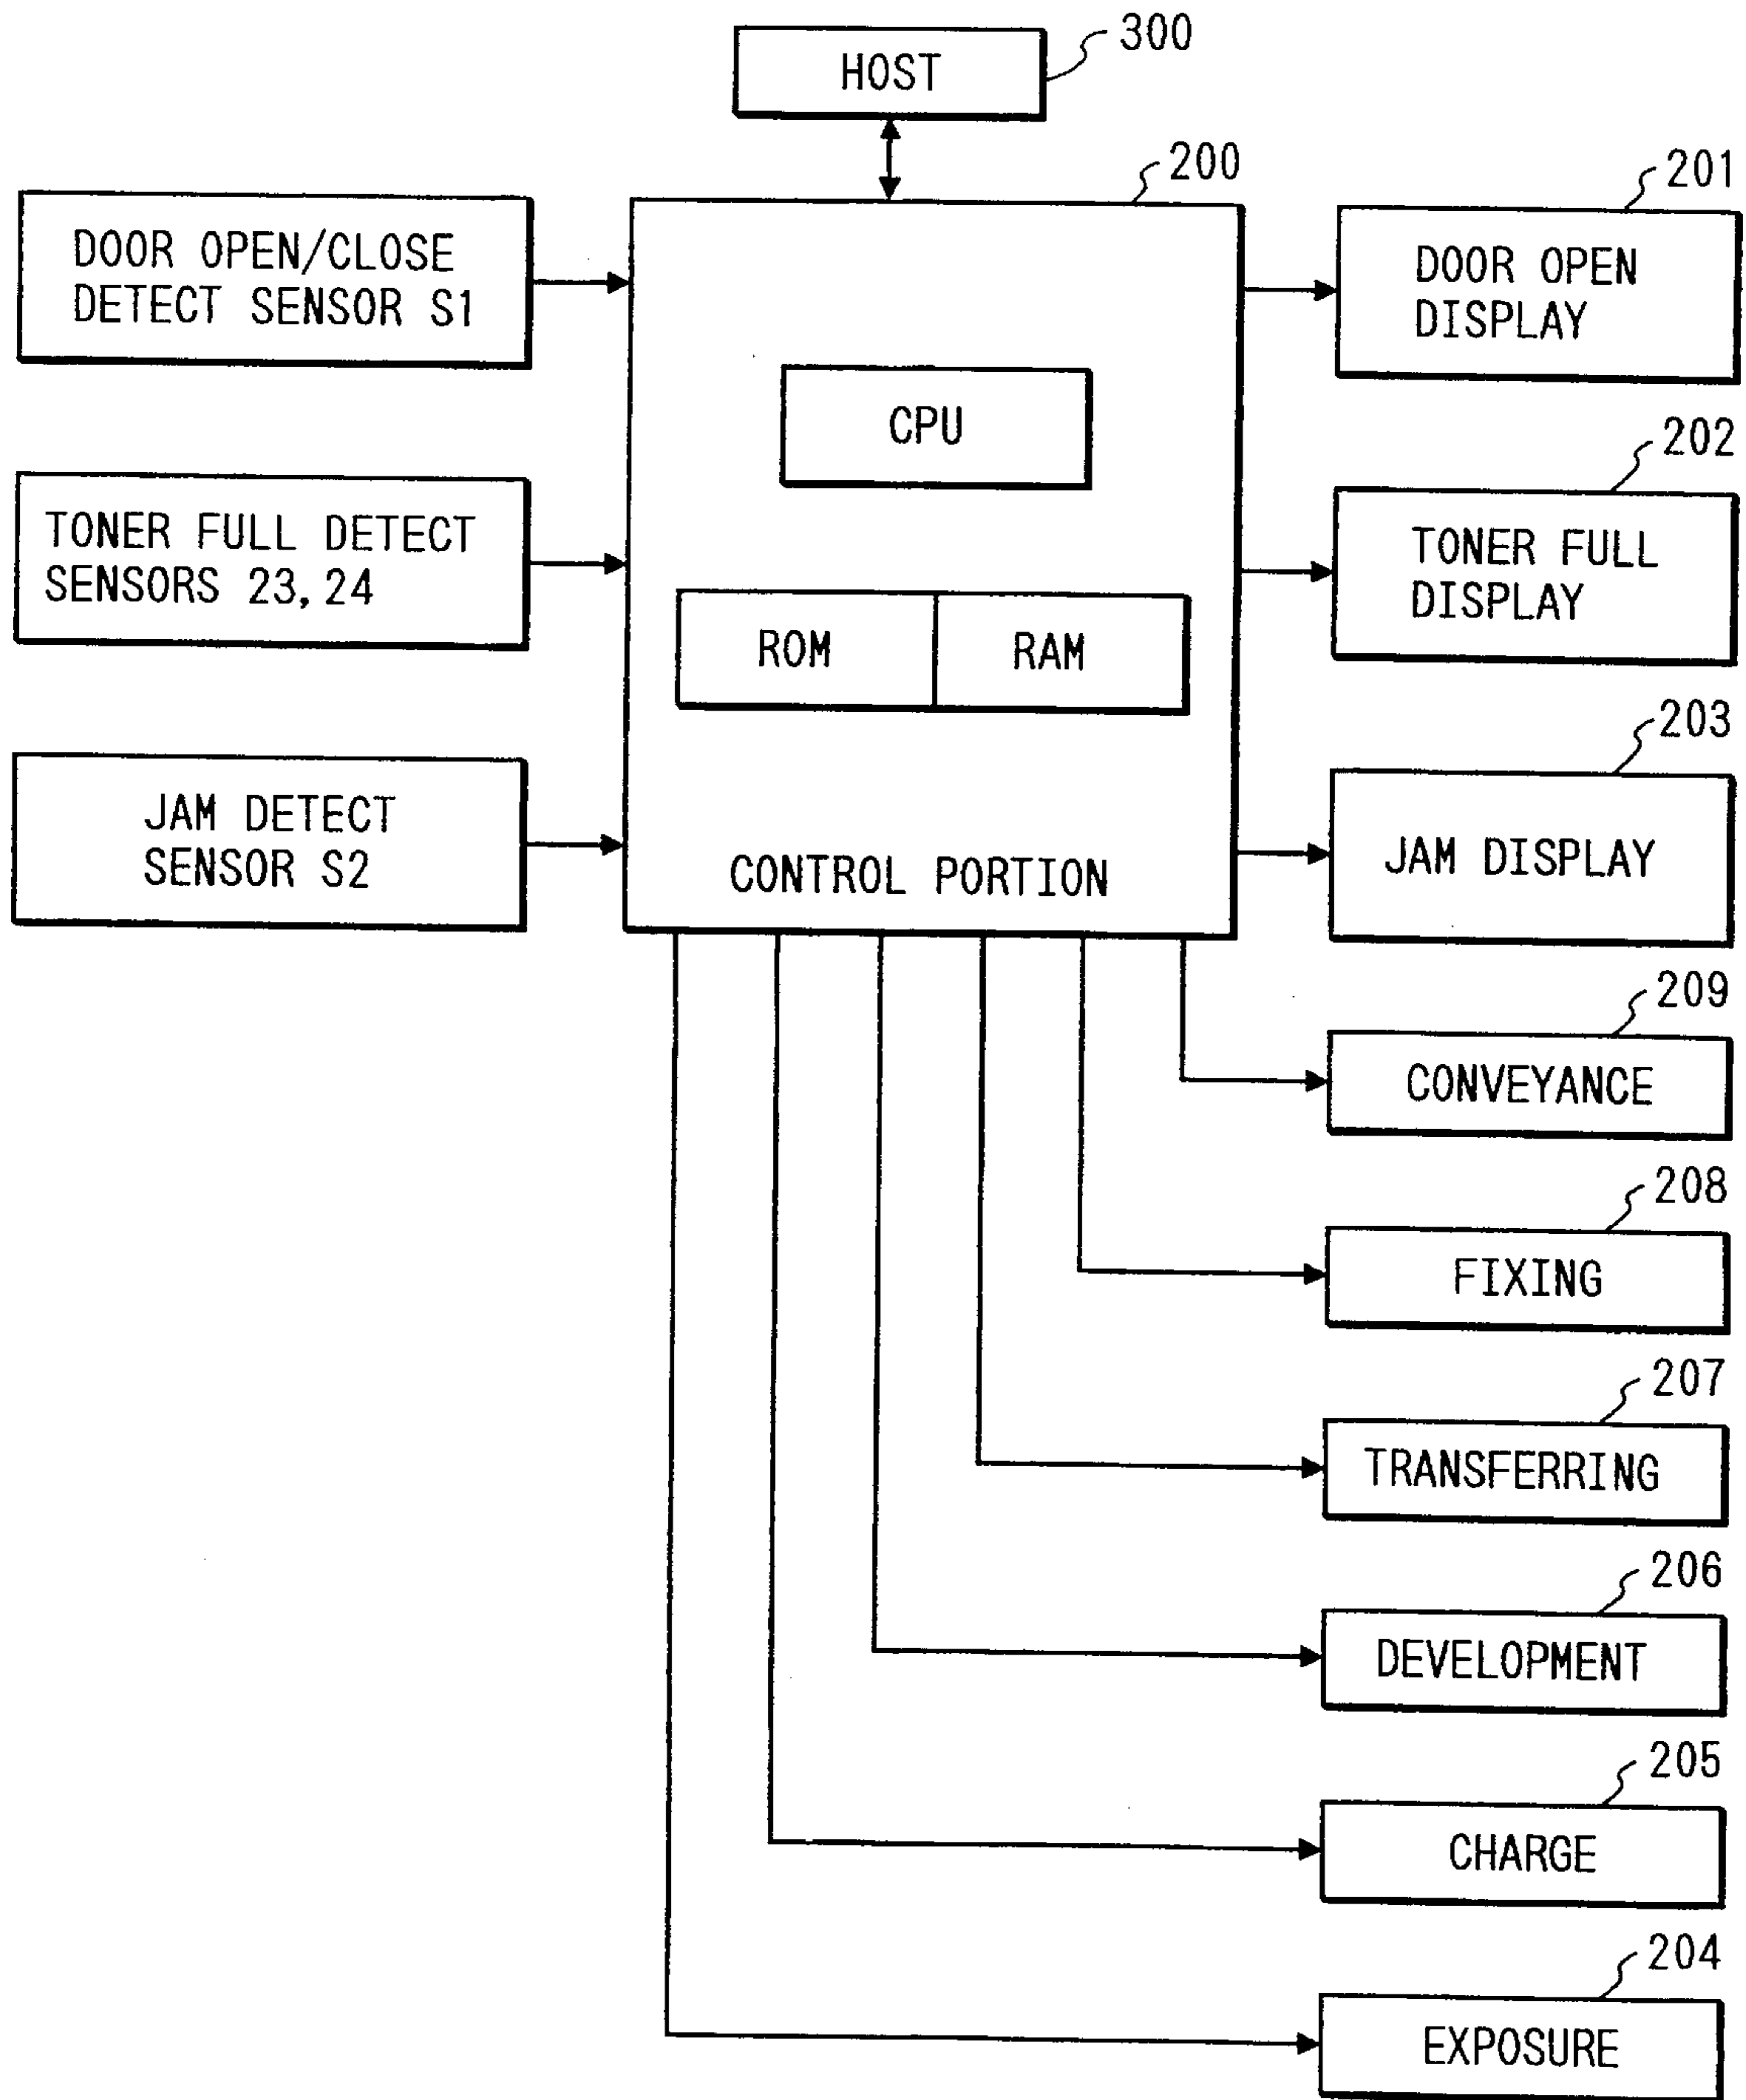 HOST
300
200
DOOR OPEN/CLOSE
DETECT SENSOR S1
201
DOOR OPEN
DISPLAY
CPU
202
TONER FULL DETECT
SENSORS 23, 24
TONER FULL
DISPLAY
ROM
RAM
203
JAM DETECT
SENSOR S2
JAM DISPLAY
CONTROL PORTION
209
CONVEYANCE
208
FIXING
207
TRANSFERRING
206
DEVELOPMENT
205
CHARGE
204
EXPOSURE